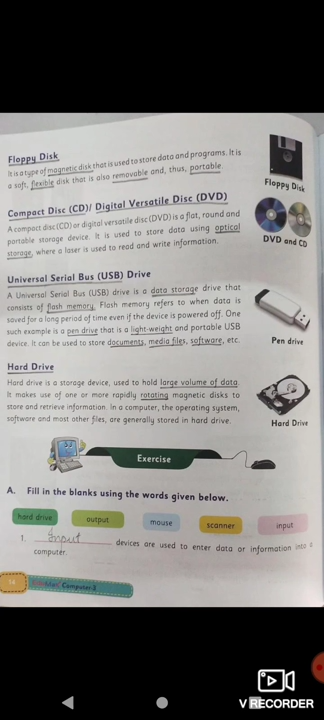 Floppy Disk
It is a type of magnetic disk that is used to store data and programs. It is
a soft, flexible disk that is also removable and, thus, portable.
Floppy Disk
Compact Disc (CD)/ Digital Versatile Disc (DVD)
A compact disc (CD) or digital versatile disc (DVD) is a flat, round and
portable storage device. It is used to store data using optical
storage, where a laser is used to read and write information.
DVD and CD
Universal Serial Bus (USB) Drive
A Universal Serial Bus (USB) drive is a data storage drive that
consists of flash memory. Flash memory refers to when data is
saved for a long period of time even if the device is powered off. One
such example is a pen drive that is a light-weight and portable USB
device. It can be used to store documents, media files, software, etc.
Pen drive
Hard Drive
Hard drive is a storage device, used to hold large volume of data.
It makes use of one or more rapidly rotating magnetic disks to
store and retrieve information. In a computer, the operating system,
software and most other files, are generally stored in hard drive.
Hard Drive
Exercise
A. Fill in the blanks using the words given below.
hard drive output mouse scanner input
1. Input devices are used to enter data or information into a
computer.
14 Computer-3
V RECORDER